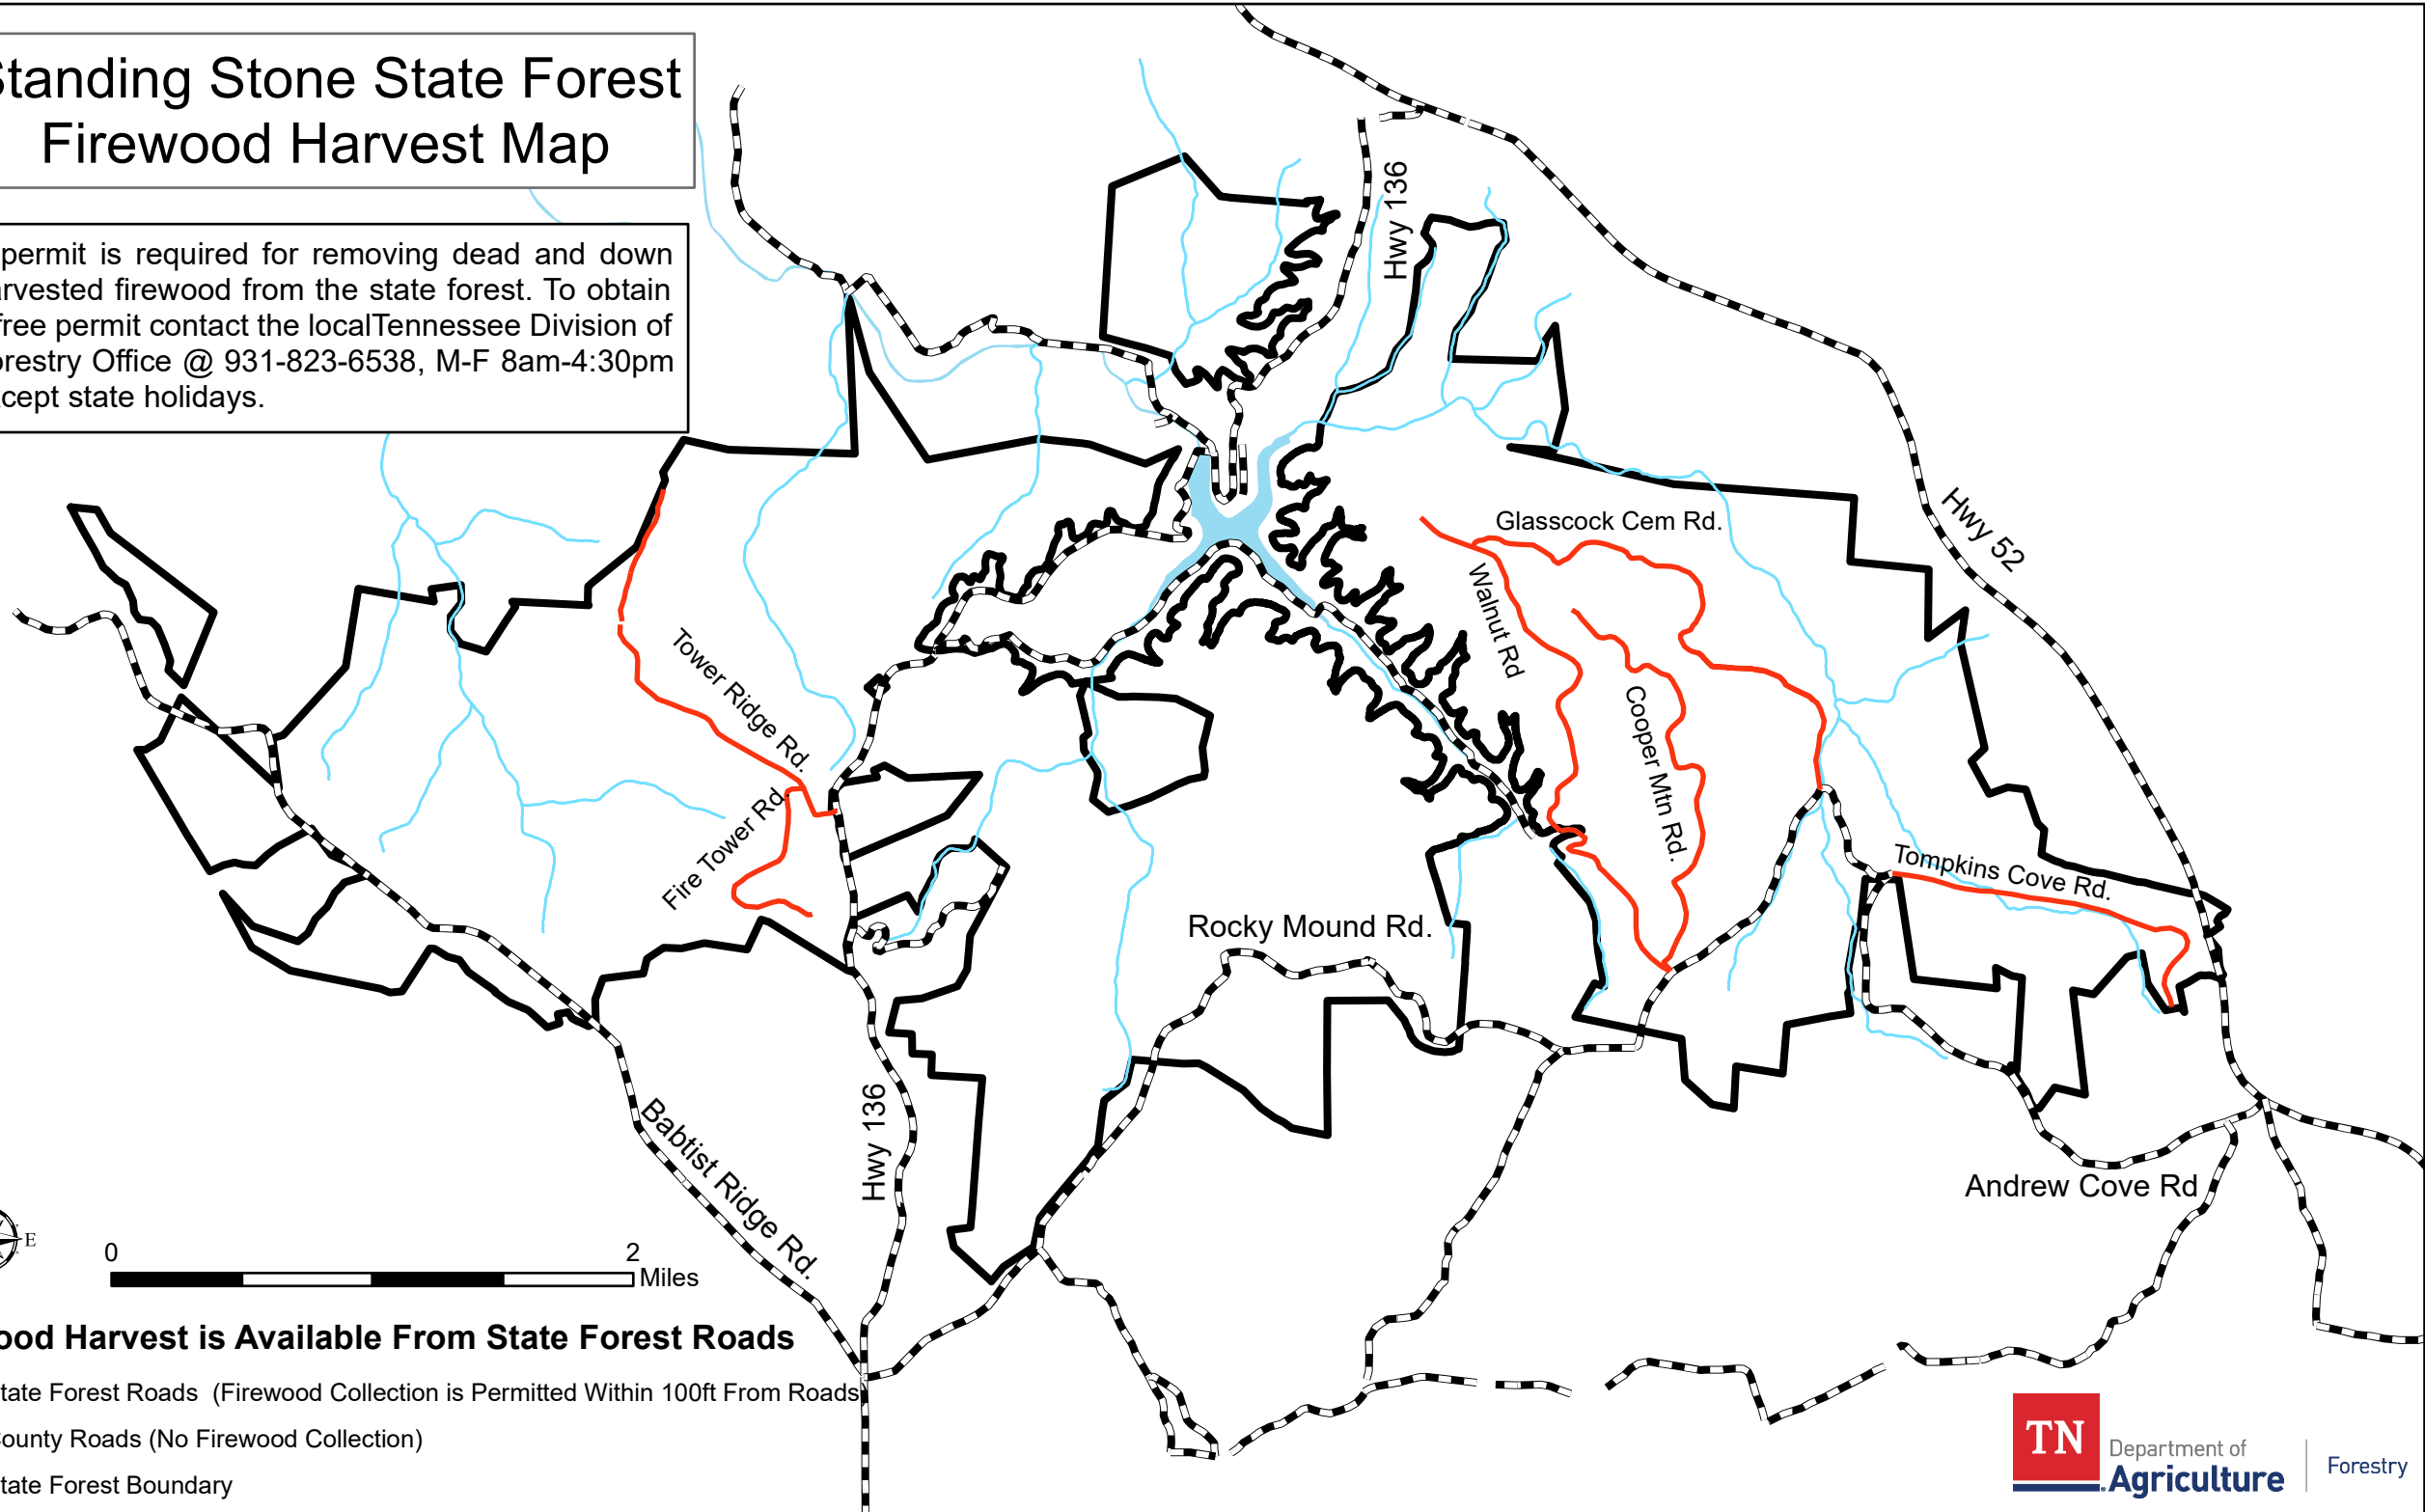 Standing Stone State Forest
Firewood Harvest Map
permit is required for removing dead and down
arvested firewood from the state forest. To obtain
free permit contact the localTennessee Division of
orestry Office @ 931-823-6538, M-F 8am-4:30pm
cept state holidays.
Hwy 136
Hwy 52
Glasscock Cem Rd.
Walnut Rd
Cooper Mtn Rd.
Tower Ridge Rd.
Fire Tower Rd.
Tompkins Cove Rd.
Rocky Mound Rd.
Hwy 136
Babtist Ridge Rd.
Andrew Cove Rd
E
0 2
Miles
ood Harvest is Available From State Forest Roads
tate Forest Roads (Firewood Collection is Permitted Within 100ft From Roads
ounty Roads (No Firewood Collection)
tate Forest Boundary
TN
Department of
Agriculture
Forestry